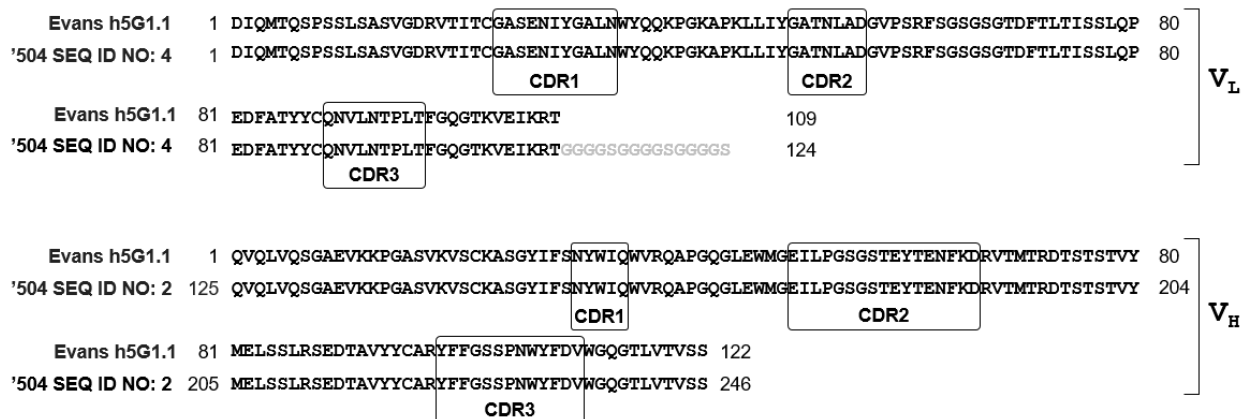 Evans h5G1.1 1 DIQMTQSPSSLSASVGDRVTITCGASENIYGALNWYQQKPGKAPKLLIYGATNLADGVPSRFSGSGSGTDFTLTISSLQP 80
'504 SEQ ID NO: 4 1 DIQMTQSPSSLSASVGDRVTITCGASENIYGALNWYQQKPGKAPKLLIYGATNLADGVPSRFSGSGSGTDFTLTISSLQP 80
CDR1 CDR2
VL
Evans h5G1.1 81 EDFATYYCQNVLNTPLTFGQGTKVEIKRT 109
'504 SEQ ID NO: 4 81 EDFATYYCQNVLNTPLTFGQGTKVEIKRTGGGGSGGGGSGGGGS 124
CDR3
Evans h5G1.1 1 QVQLVQSGAEVKKPGASVKVSCKASGYIFSNYWIQWVRQAPGQGLEWMGEILPGSGSTEYTENFKDRVTMTRDTSTSTVY 80
'504 SEQ ID NO: 2 125 QVQLVQSGAEVKKPGASVKVSCKASGYIFSNYWIQWVRQAPGQGLEWMGEILPGSGSTEYTENFKDRVTMTRDTSTSTVY 204
CDR1 CDR2
VH
Evans h5G1.1 81 MELSSLRSEDTAVYYCARYFFGSSPNWYFDVWGQGTLVTVSS 122
'504 SEQ ID NO: 2 205 MELSSLRSEDTAVYYCARYFFGSSPNWYFDVWGQGTLVTVSS 246
CDR3